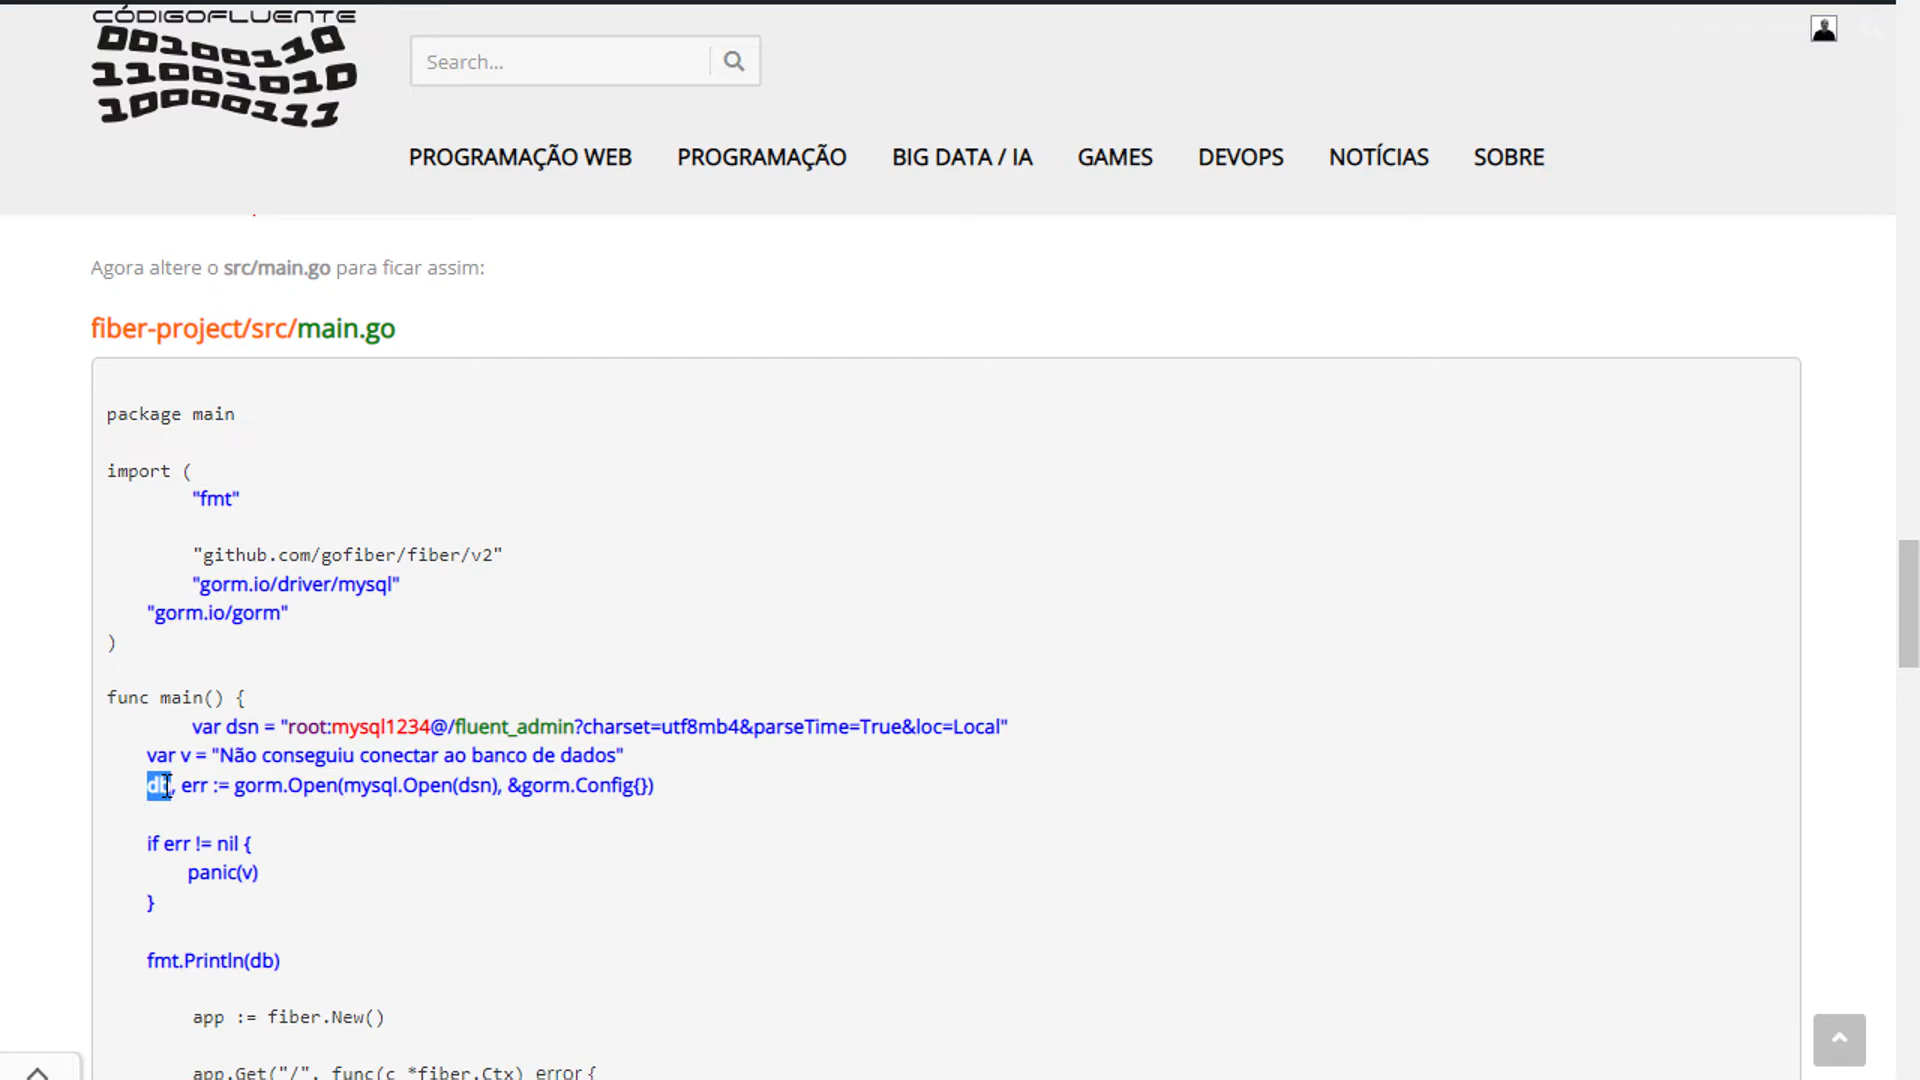 CÓDIGOFLUENTE
00100110
11001010
10000111
Search...
PROGRAMAÇÃO WEB PROGRAMAÇÃO BIG DATA / IA GAMES DEVOPS NOTÍCIAS SOBRE
Agora altere o src/main.go para ficar assim:
fiber-project/src/main.go
package main
import (
"fmt"
"github.com/gofiber/fiber/v2"
"gorm.io/driver/mysql"
"gorm.io/gorm"
)
func main() {
var dsn = "root:mysql1234@/fluent_admin?charset=utf8mb4&parseTime=True&loc=Local"
var v = "Não conseguiu conectar ao banco de dados"
db, err := gorm.Open(mysql.Open(dsn), &gorm.Config{})
if err != nil {
panic(v)
}
fmt.Println(db)
app := fiber.New()
app.Get("/", func(c *fiber.Ctx) error {